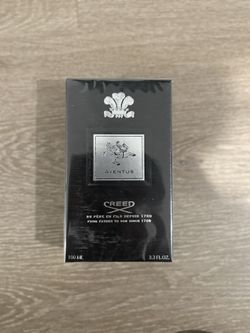 AVENTUS
CREED
DE PÈRE EN FILS DEPUIS 1760
FROM FATHER TO SON SINCE 1760
100 ML
3.3 FL.OZ.